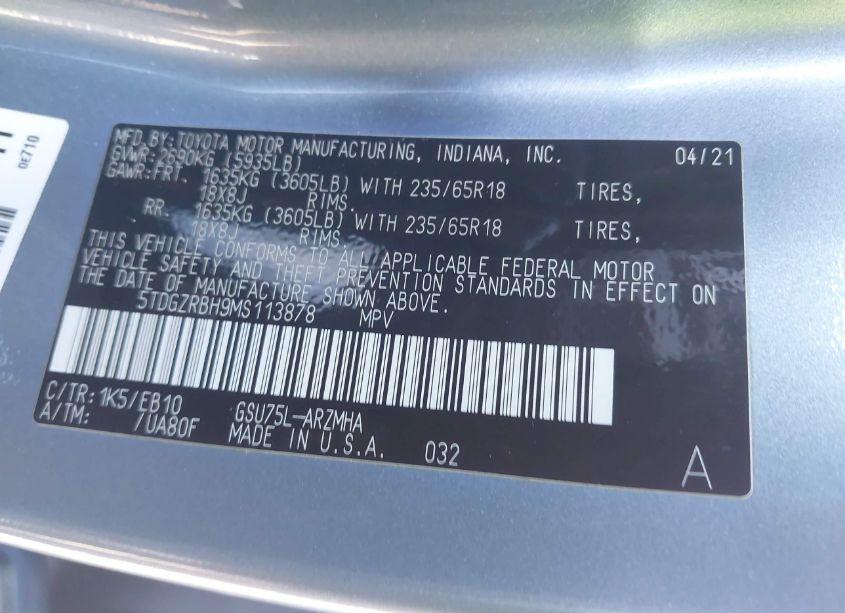 MFD. BY: TOYOTA MOTOR MANUFACTURING, INDIANA, INC. 04/21
GVWR: 2690KG (5935LB)
GAWR: FRT. 1635KG (3605LB) WITH 235/65R18 TIRES,
18X8J RIMS.
RR. 1635KG (3605LB) WITH 235/65R18 TIRES,
18X8J RIMS.
THIS VEHICLE CONFORMS TO ALL APPLICABLE FEDERAL MOTOR
VEHICLE SAFETY AND THEFT PREVENTION STANDARDS IN EFFECT ON
THE DATE OF MANUFACTURE SHOWN ABOVE.
5TDGZRBH9MS113878 MPV
C/TR: 1K5/EB10 GSU75L-ARZMHA
A/TM: /UA80F MADE IN U.S.A. 032
A
0E710